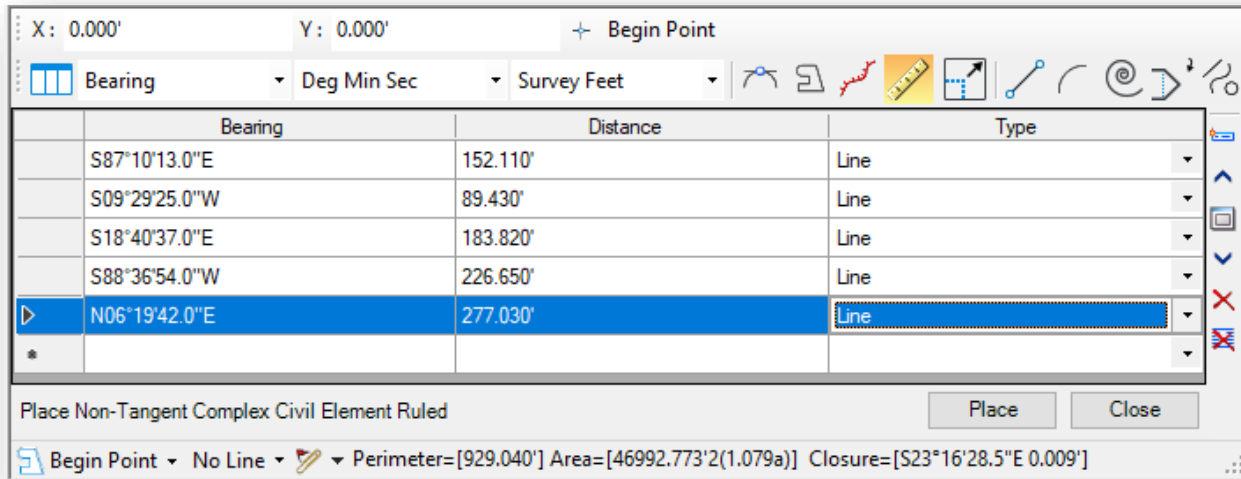 X: 0.000' Y: 0.000' Begin Point
Bearing Deg Min Sec Survey Feet
Bearing Distance Type
S87°10'13.0"E 152.110' Line
S09°29'25.0"W 89.430' Line
S18°40'37.0"E 183.820' Line
S88°36'54.0"W 226.650' Line
N06°19'42.0"E 277.030' Line
Place Non-Tangent Complex Civil Element Ruled Place Close
Begin Point No Line Perimeter=[929.040'] Area=[46992.773'2(1.079a)] Closure=[S23°16'28.5"E 0.009']